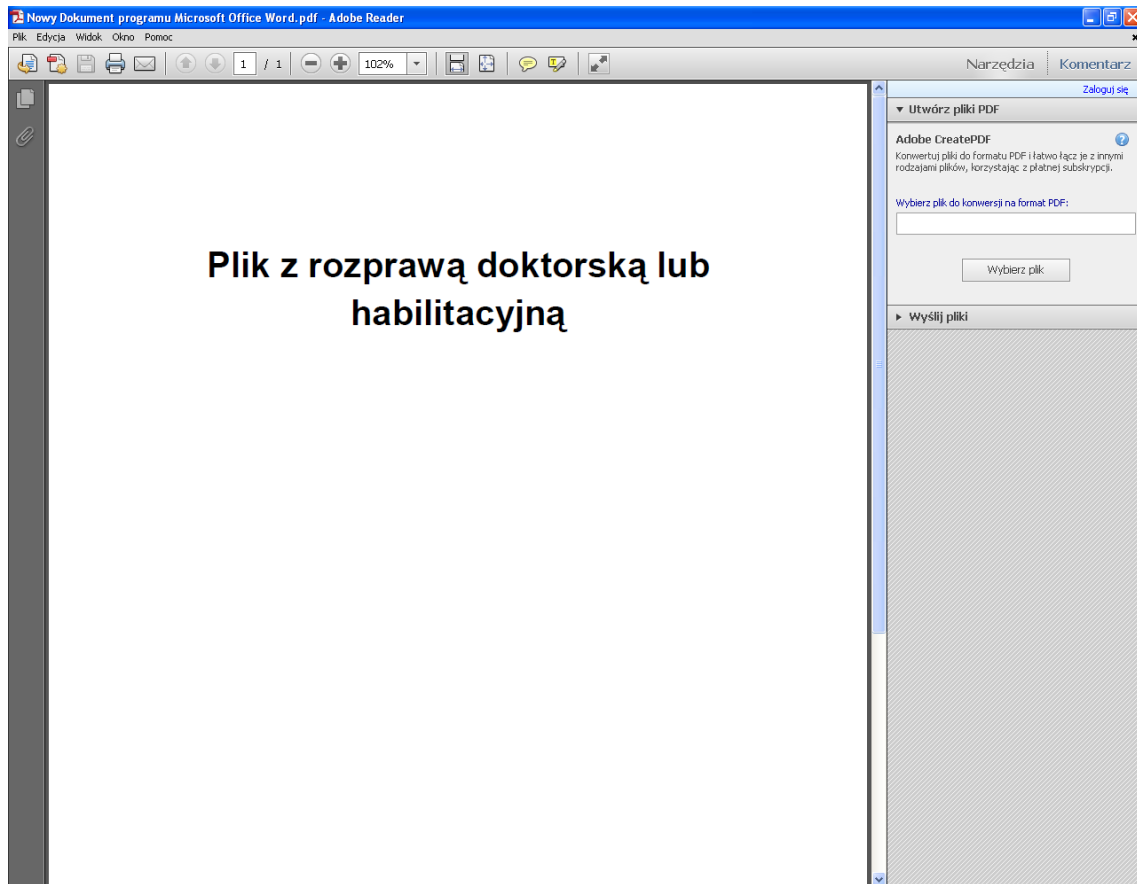 Nowy Dokument programu Microsoft Office Word.pdf - Adobe Reader
Plik Edycja Widok Okno Pomoc
1 / 1 102% Narzędzia Komentarz
Zaloguj się
Utwórz pliki PDF
Adobe CreatePDF
Konwertuj pliki do formatu PDF i łatwo łącz je z innymi
rodzajami plików, korzystając z płatnej subskrypcji.
Wybierz plik do konwersji na format PDF:
Wybierz plik
Wyślij pliki
Plik z rozprawą doktorską lub
habilitacyjną